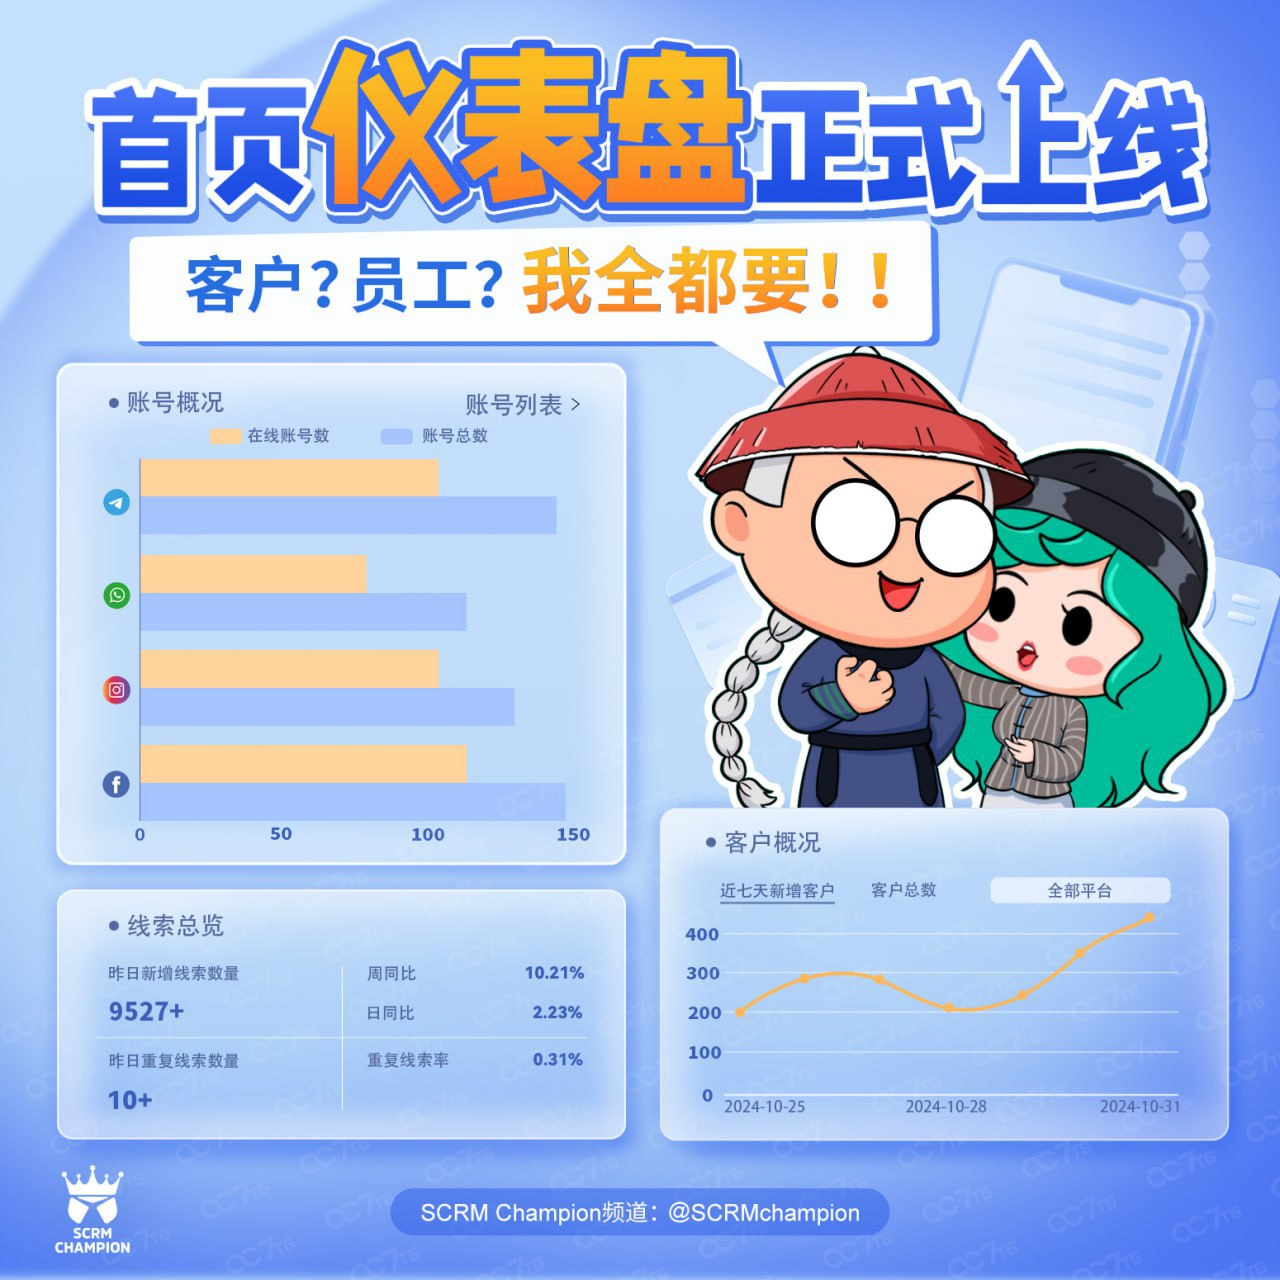 首页仪表盘正式上线
客户？员工？我全都要！！
账号概况
账号列表 >
在线账号数 账号总数
0 50 100 150
线索总览
昨日新增线索数量
9527+
周同比 10.21%
日同比 2.23%
昨日重复线索数量
10+
重复线索率 0.31%
客户概况
近七天新增客户 客户总数 全部平台
400
300
200
100
0
2024-10-25 2024-10-28 2024-10-31
SCRM
CHAMPION
SCRM Champion频道：@SCRMchampion